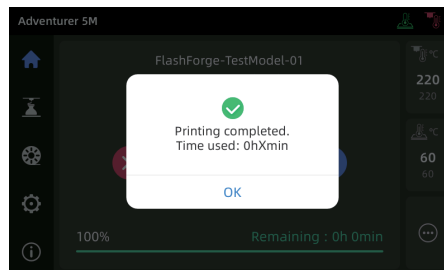 Adventurer 5M
FlashForge-TestModel-01
Printing completed.
Time used: 0hXmin
OK
100%
Remaining : 0h 0min
°C
220
220
°C
60
60